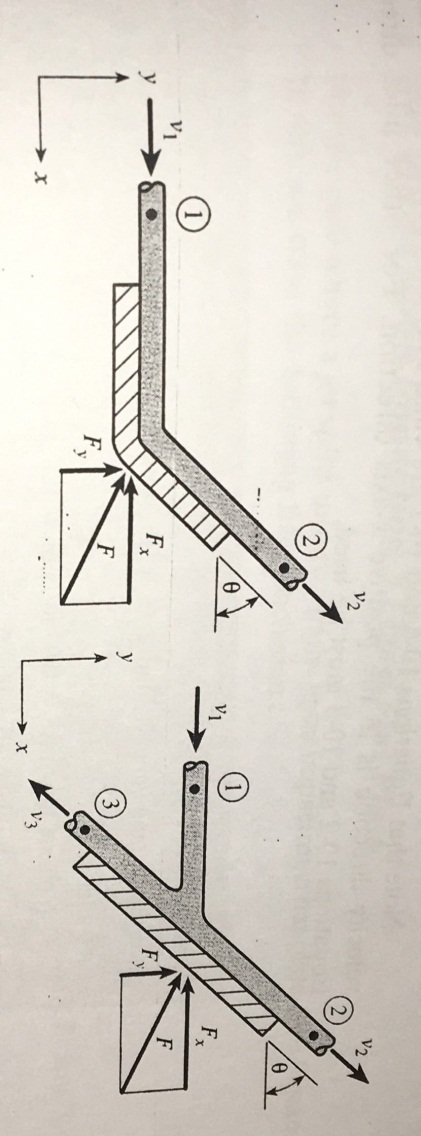 y
x
v₁
①
Fy
Fx
F
②
θ
v₂
y
x
v₁
①
③
v₃
Fy
Fx
F
②
θ
v₂